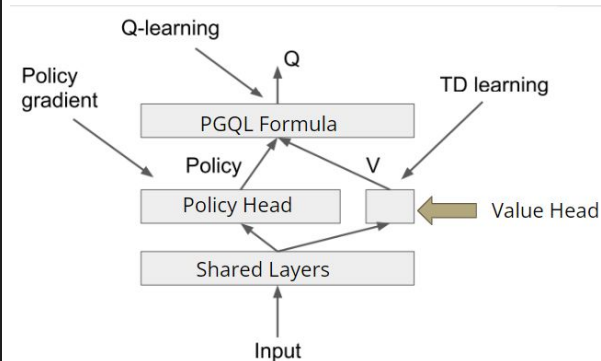 Q-learning
Q
Policy
gradient
TD learning
PGQL Formula
Policy
V
Policy Head
Value Head
Shared Layers
Input